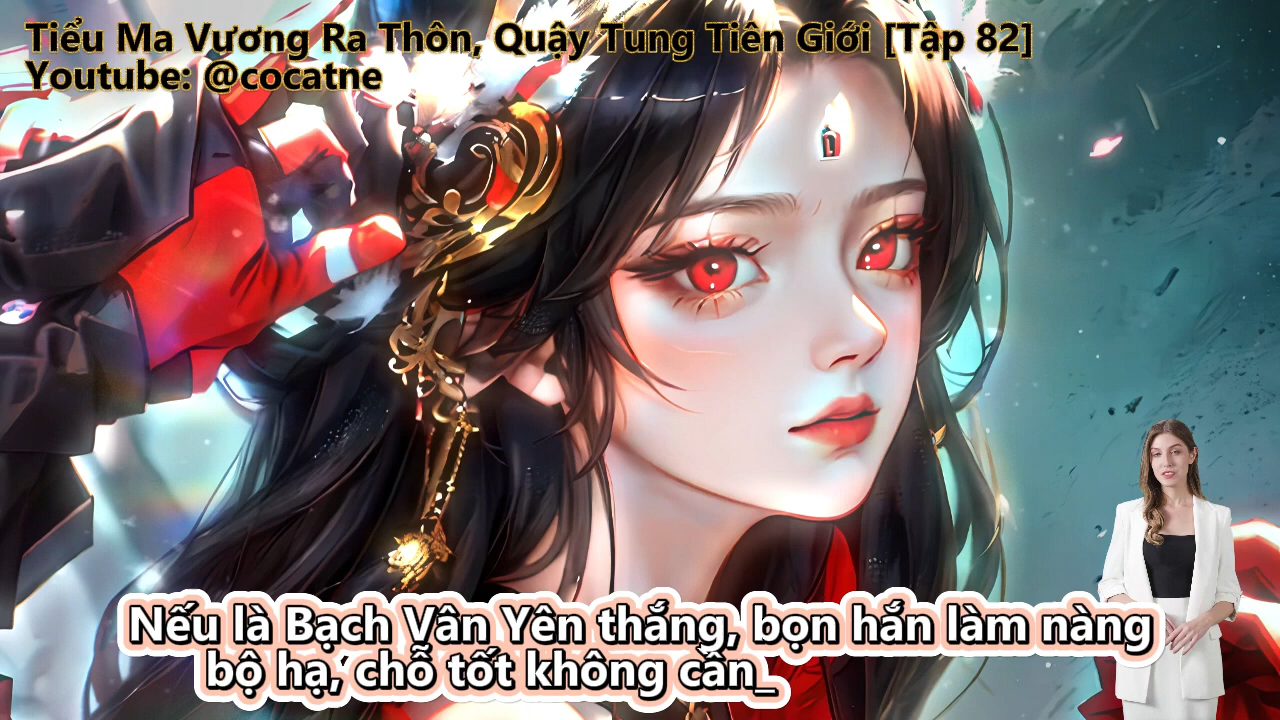 Tiểu Ma Vương Ra Thôn, Quậy Tung Tiên Giới [Tập 82]
Youtube: @cocatne
Nếu là Bạch Vân Yên thắng, bọn hắn làm nàng
bộ hạ, chỗ tốt không cần_